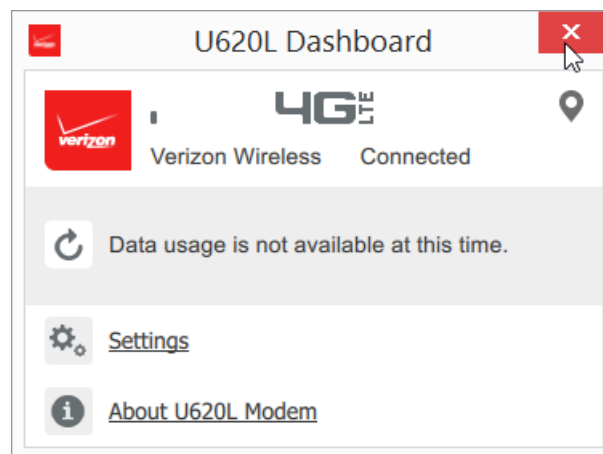 U620L Dashboard
verizon
4G LTE
Verizon Wireless Connected
Data usage is not available at this time.
Settings
About U620L Modem